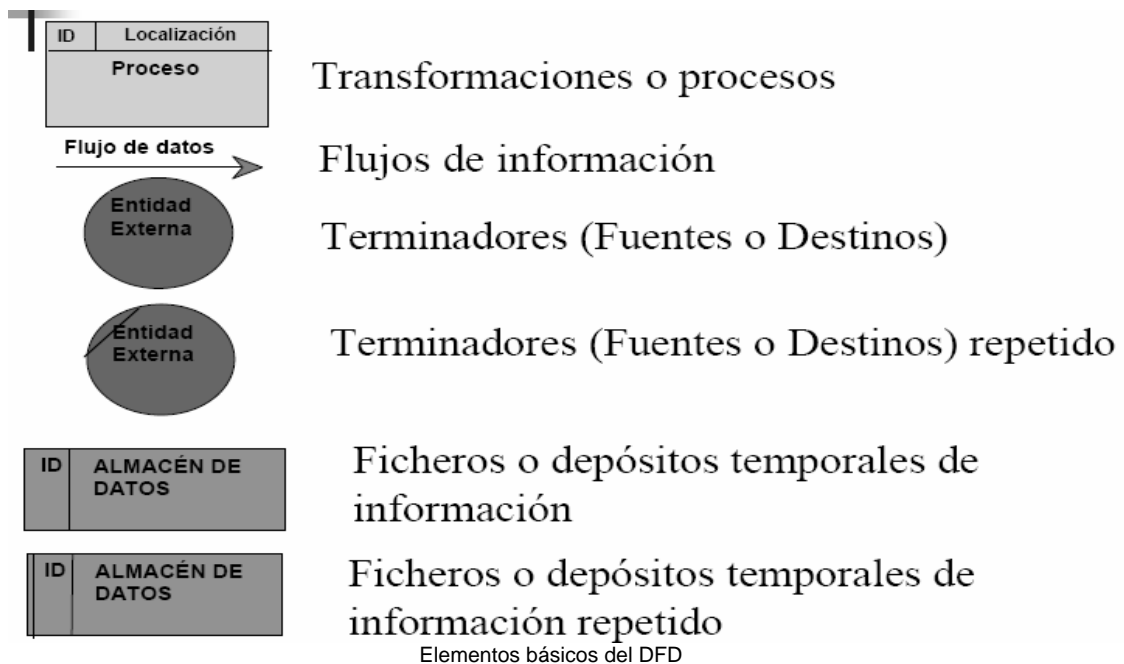 ID Localización
Proceso
Transformaciones o procesos
Flujo de datos
Flujos de información
Entidad
Externa
Terminadores (Fuentes o Destinos)
Entidad
Externa
Terminadores (Fuentes o Destinos) repetido
ID ALMACÉN DE
DATOS
Ficheros o depósitos temporales de
información
ID ALMACÉN DE
DATOS
Ficheros o depósitos temporales de
información repetido
Elementos básicos del DFD